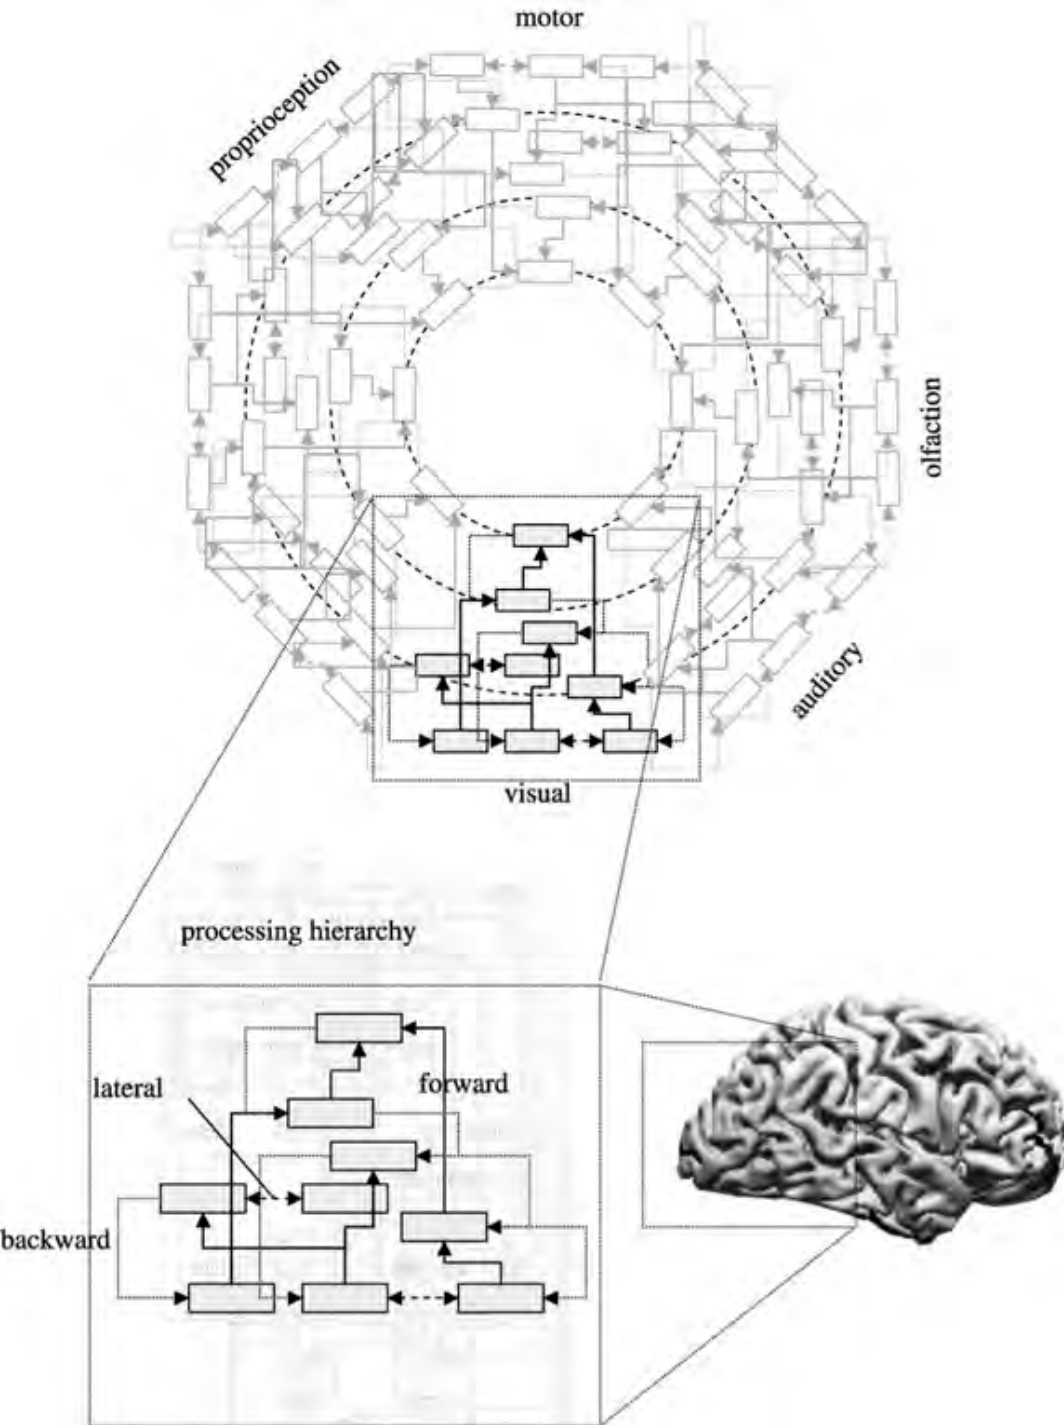 motor
proprioception
olfaction
auditory
visual
processing hierarchy
lateral
forward
backward